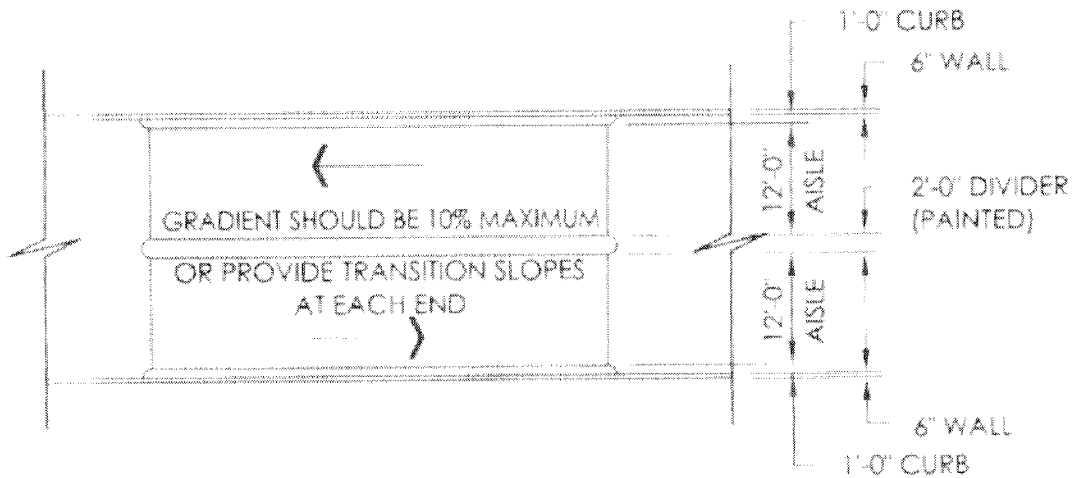 1'-0" CURB
6" WALL
12'-0"
AISLE
2'-0" DIVIDER
(PAINTED)
GRADIENT SHOULD BE 10% MAXIMUM
OR PROVIDE TRANSITION SLOPES
AT EACH END
12'-0"
AISLE
6" WALL
1'-0" CURB